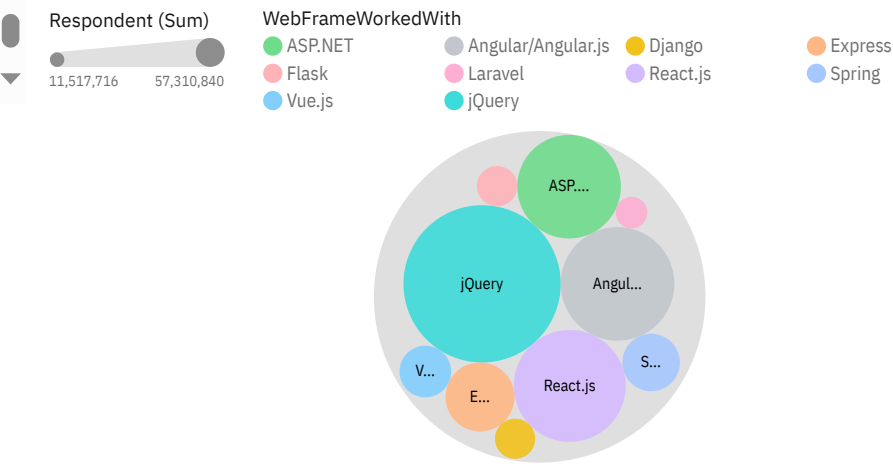 Respondent (Sum)
11,517,716 57,310,840
WebFrameWorkedWith
ASP.NET Angular/Angular.js Django Express
Flask Laravel React.js Spring
Vue.js jQuery
ASP....
jQuery Angul...
V... S...
E... React.js